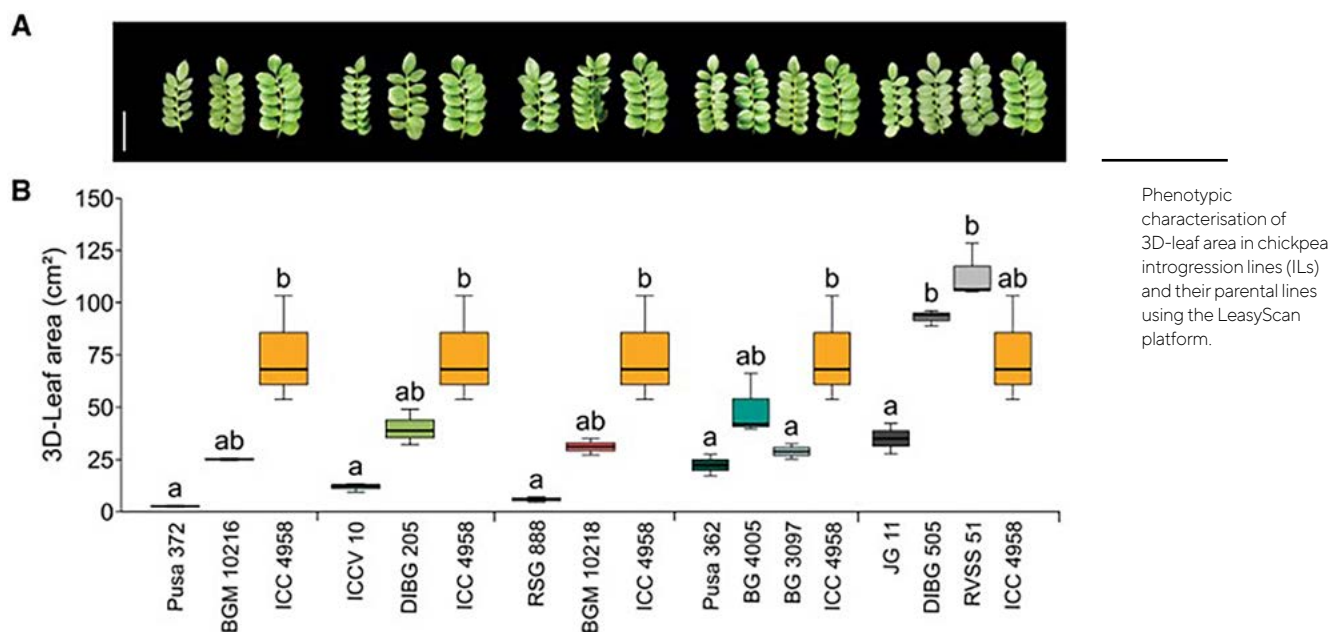 A
B
3D-Leaf area (cm²)
150
125
100
75
50
25
0
a
ab
b
a
ab
b
a
ab
b
a
ab
a
b
a
b
b
ab
Pusa 372
BGM 10216
ICC 4958
ICCV 10
DIBG 205
ICC 4958
RSG 888
BGM 10218
ICC 4958
Pusa 362
BG 4005
BG 3097
ICC 4958
JG 11
DIBG 505
RVSS 51
ICC 4958
Phenotypic
characterisation of
3D-leaf area in chickpea
introgression lines (ILs)
and their parental lines
using the LeasyScan
platform.